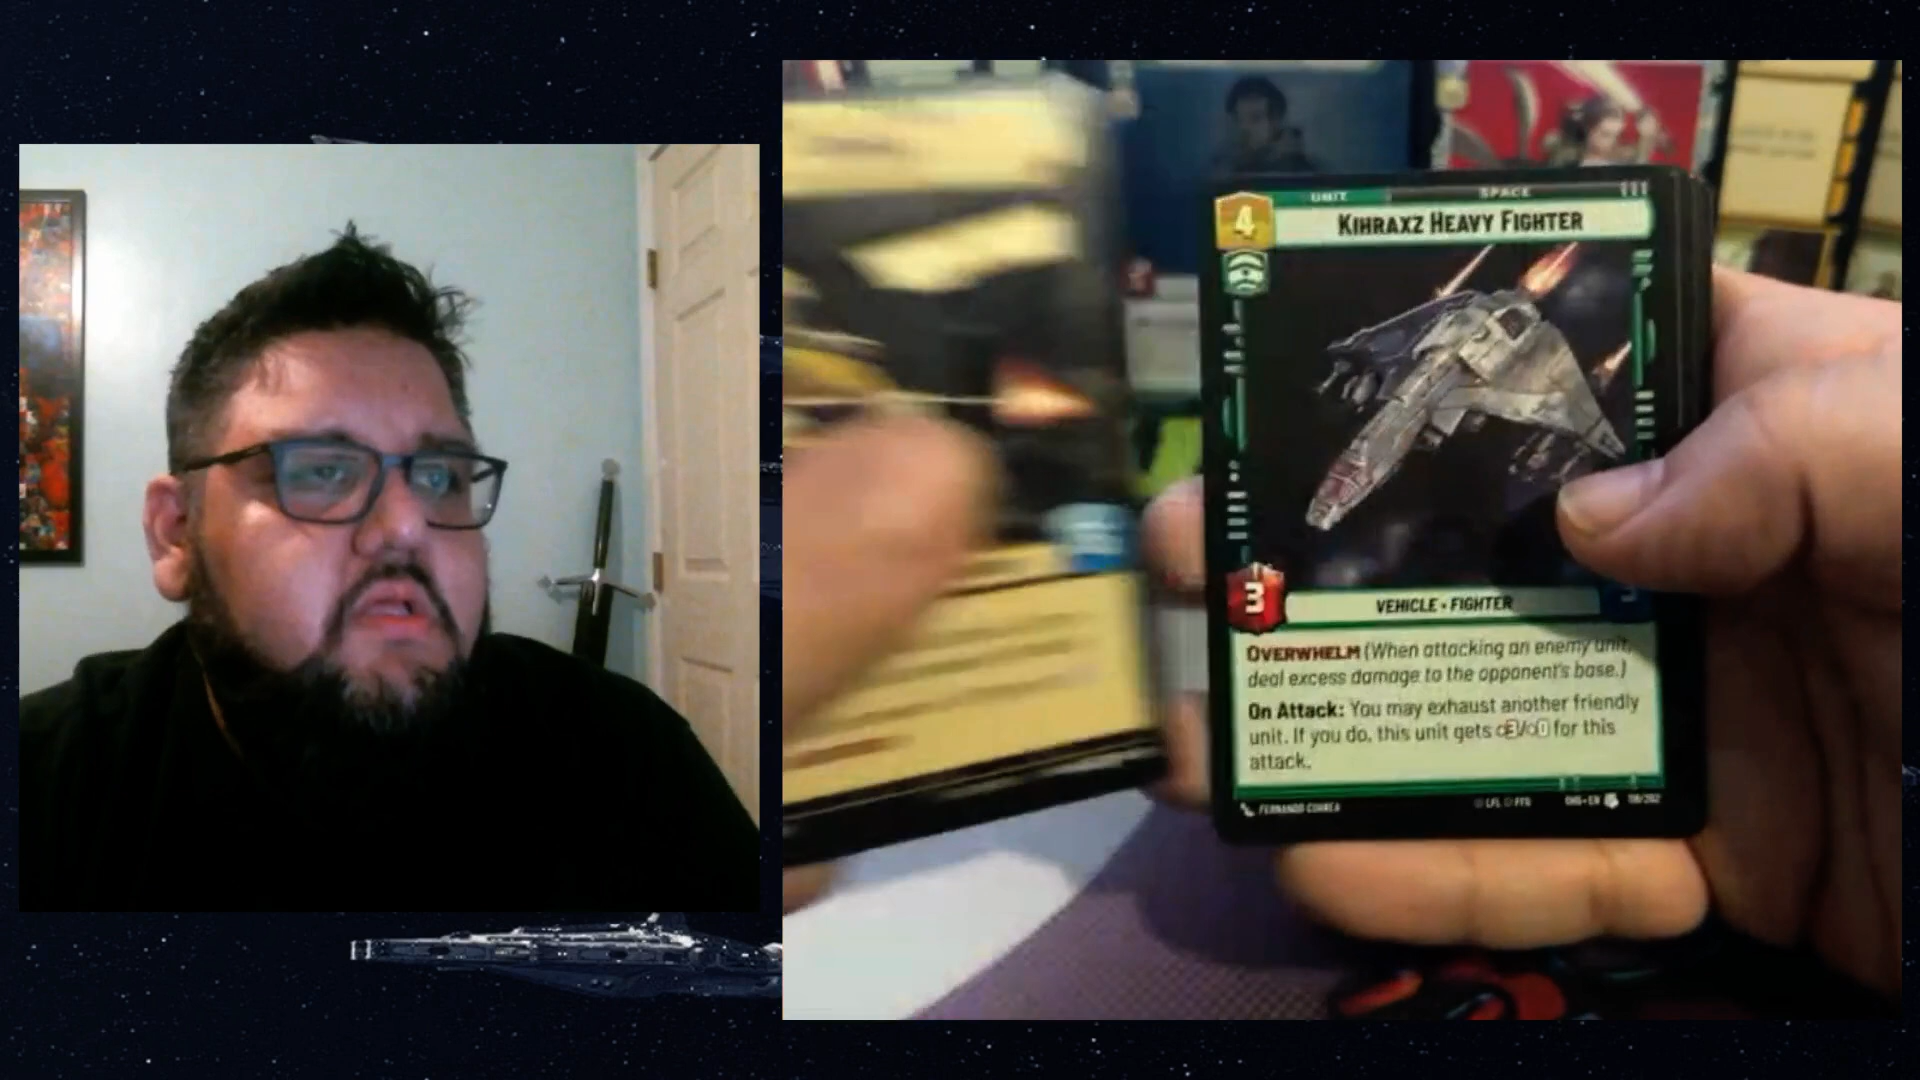 UNIT
SPACE
4
KIHRAXZ HEAVY FIGHTER
3
VEHICLE • FIGHTER
OVERWHELM (When attacking an enemy unit,
deal excess damage to the opponent's base.)
On Attack: You may exhaust another friendly
unit. If you do, this unit gets for this
attack.
FERNANDO CORREA